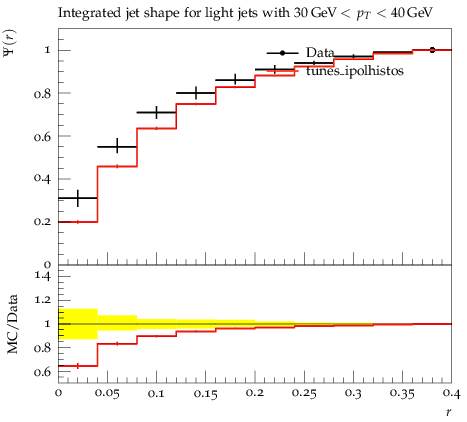 Integrated jet shape for light jets with 30 GeV < p_T < 40 GeV
Ψ(r)
Data
tunes_ipolhistos
1
0.8
0.6
0.4
0.2
0
MC/Data
1.4
1.2
1
0.8
0.6
0 0.05 0.1 0.15 0.2 0.25 0.3 0.35 0.4
r